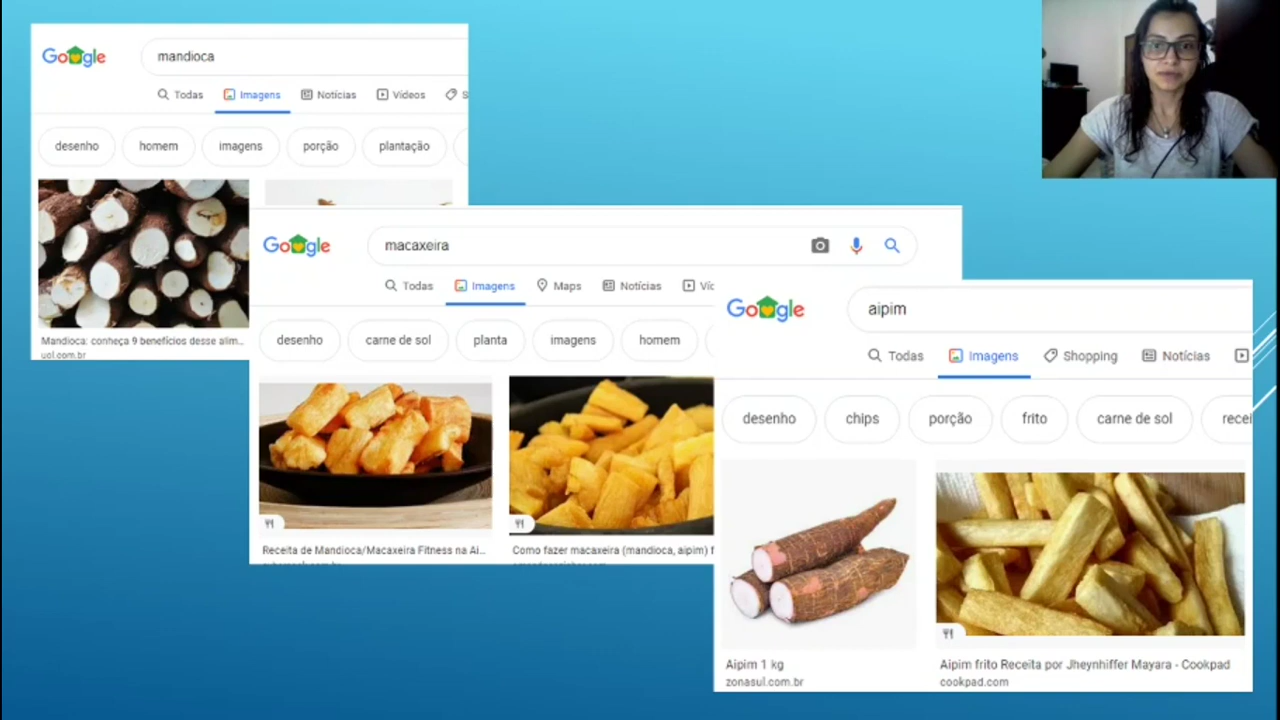 Google
mandioca
Todas Imagens Notícias Vídeos S
desenho homem imagens porção plantação
Mandioca: conheça 9 benefícios desse alim...
uol.com.br
Google
macaxeira
Todas Imagens Maps Notícias Víd
desenho carne de sol planta imagens homem
Receita de Mandioca/Macaxeira Fitness na Ai...
Como fazer macaxeira (mandioca, aipim) f
Google
aipim
Todas Imagens Shopping Notícias
desenho chips porção frito carne de sol recei
Aipim 1 kg
zonasul.com.br
Aipim frito Receita por Jheynhiffer Mayara - Cookpad
cookpad.com